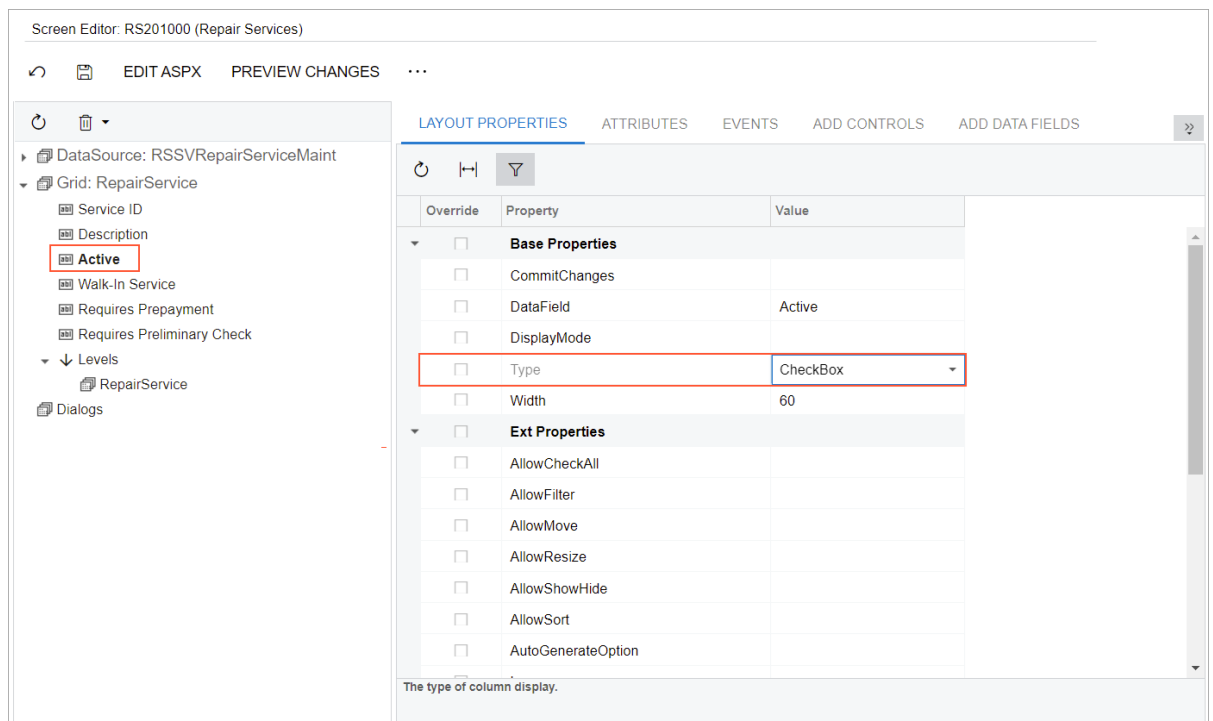 Screen Editor: RS201000 (Repair Services)
EDIT ASPX PREVIEW CHANGES ...
DataSource: RSSVRepairServiceMaint
Grid: RepairService
Service ID
Description
Active
Walk-In Service
Requires Prepayment
Requires Preliminary Check
Levels
RepairService
Dialogs
LAYOUT PROPERTIES ATTRIBUTES EVENTS ADD CONTROLS ADD DATA FIELDS
Override Property Value
Base Properties
CommitChanges
DataField Active
DisplayMode
Type CheckBox
Width 60
Ext Properties
AllowCheckAll
AllowFilter
AllowMove
AllowResize
AllowShowHide
AllowSort
AutoGenerateOption
The type of column display.